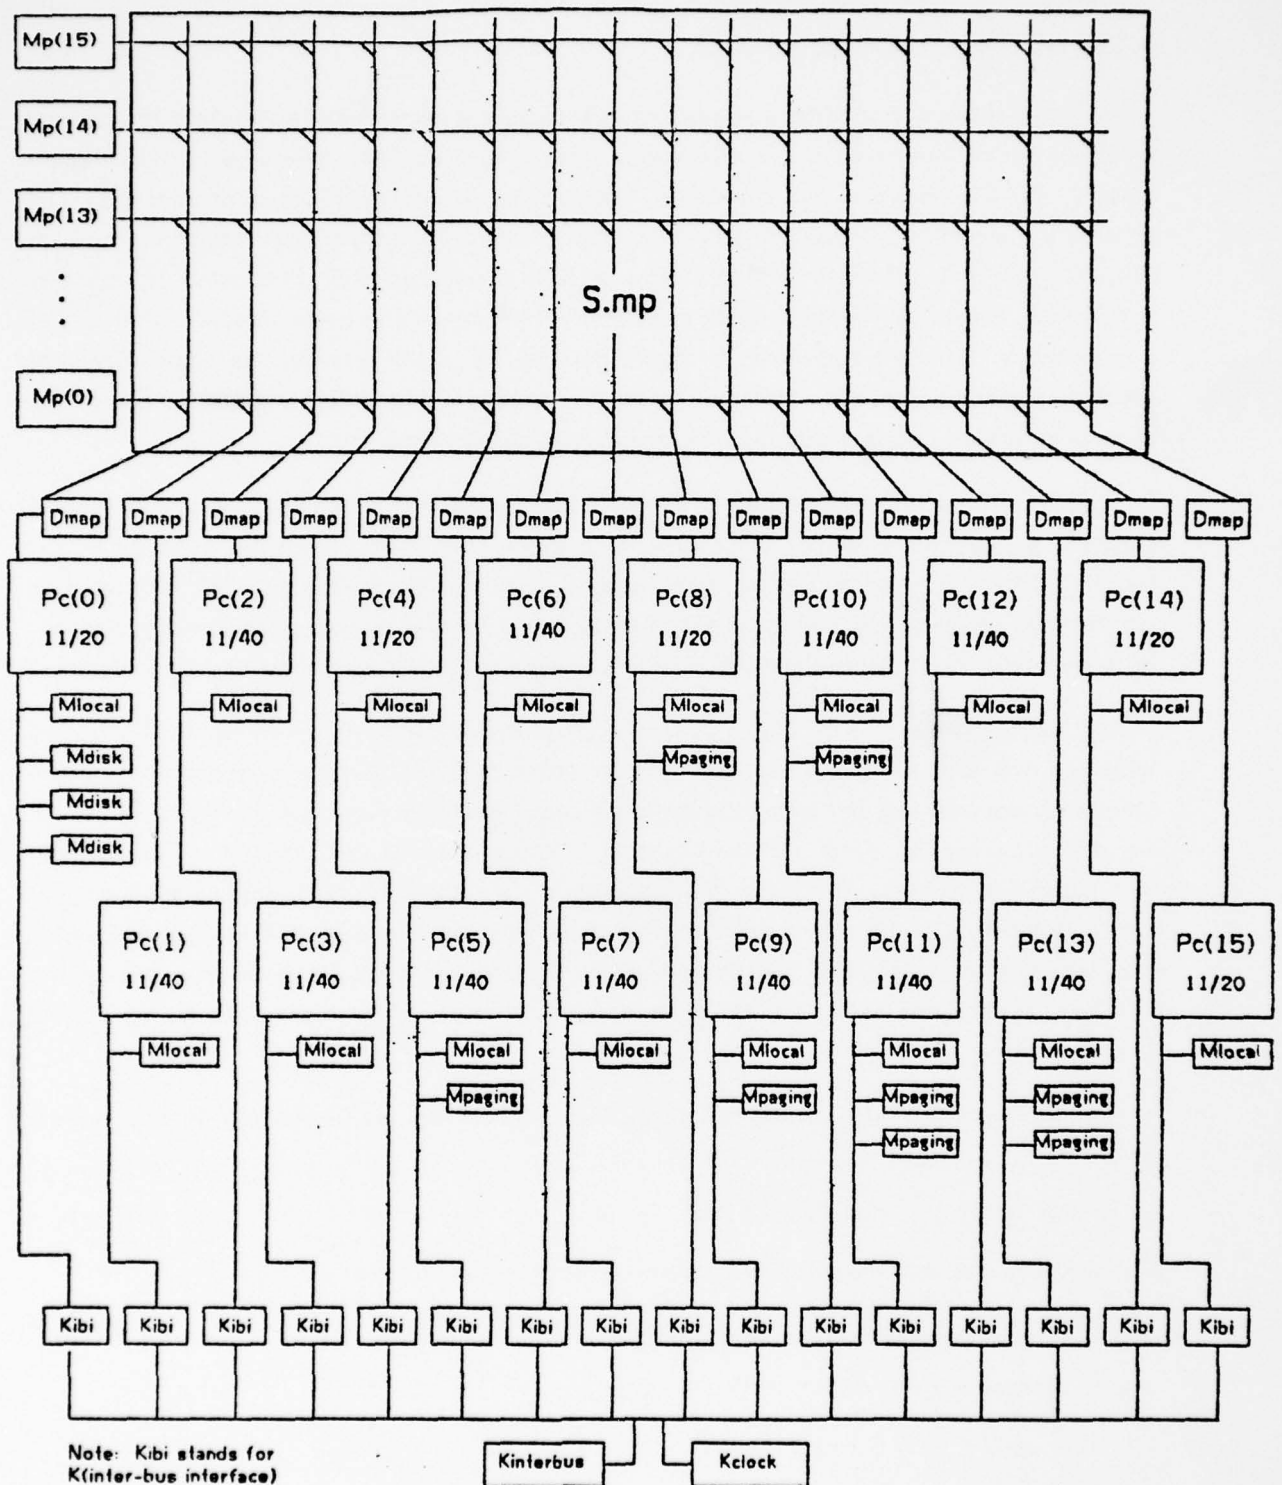 Mp(15)
Mp(14)
Mp(13)
S.mp
Mp(0)
Dmap Dmap Dmap Dmap Dmap Dmap Dmap Dmap Dmap Dmap Dmap Dmap Dmap Dmap Dmap Dmap
Pc(0) Pc(2) Pc(4) Pc(6) Pc(8) Pc(10) Pc(12) Pc(14)
11/20 11/40 11/20 11/40 11/20 11/40 11/40 11/20
Mlocal Mlocal Mlocal Mlocal Mlocal Mlocal Mlocal Mlocal
Mdisk Mpaging Mpaging
Mdisk
Mdisk
Pc(1) Pc(3) Pc(5) Pc(7) Pc(9) Pc(11) Pc(13) Pc(15)
11/40 11/40 11/40 11/40 11/40 11/40 11/40 11/20
Mlocal Mlocal Mlocal Mlocal Mlocal Mlocal Mlocal Mlocal
Mpaging Mpaging Mpaging Mpaging
Mpaging Mpaging
Kibi Kibi Kibi Kibi Kibi Kibi Kibi Kibi Kibi Kibi Kibi Kibi Kibi Kibi Kibi Kibi
Note: Kibi stands for
K(inter-bus interface)
Kinterbus Kclock